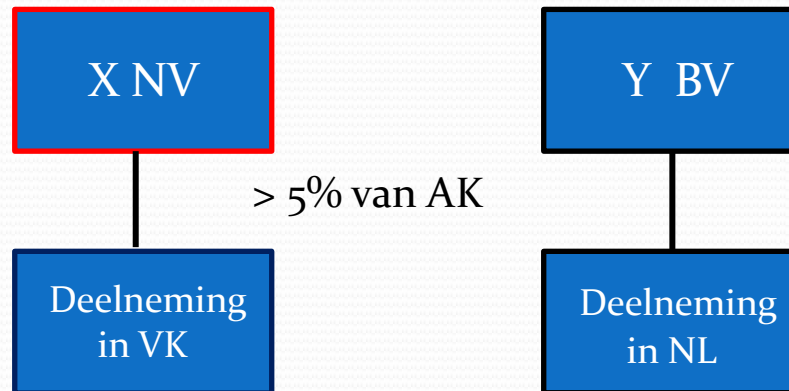 X NV
Y BV
> 5% van AK
Deelneming
in VK
Deelneming
in NL